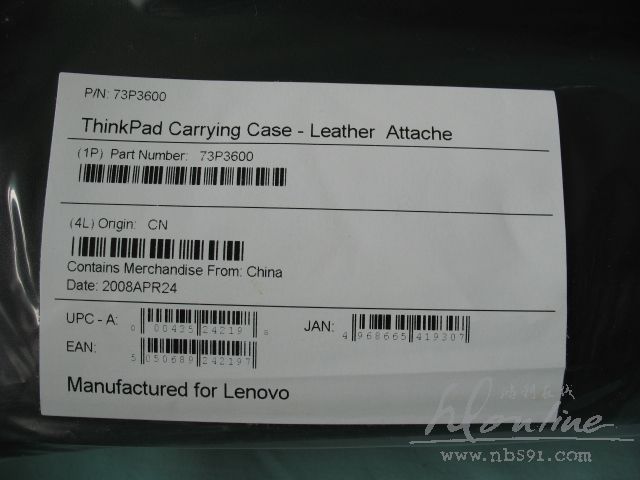 P/N: 73P3600
ThinkPad Carrying Case - Leather Attache
(1P) Part Number: 73P3600
(4L) Origin: CN
Contains Merchandise From: China
Date: 2008APR24
UPC - A: 0 00435 24219 8
JAN: 4 968665 419307
EAN: 5 050689 242197
Manufactured for Lenovo
hlonline
www.nb591.com